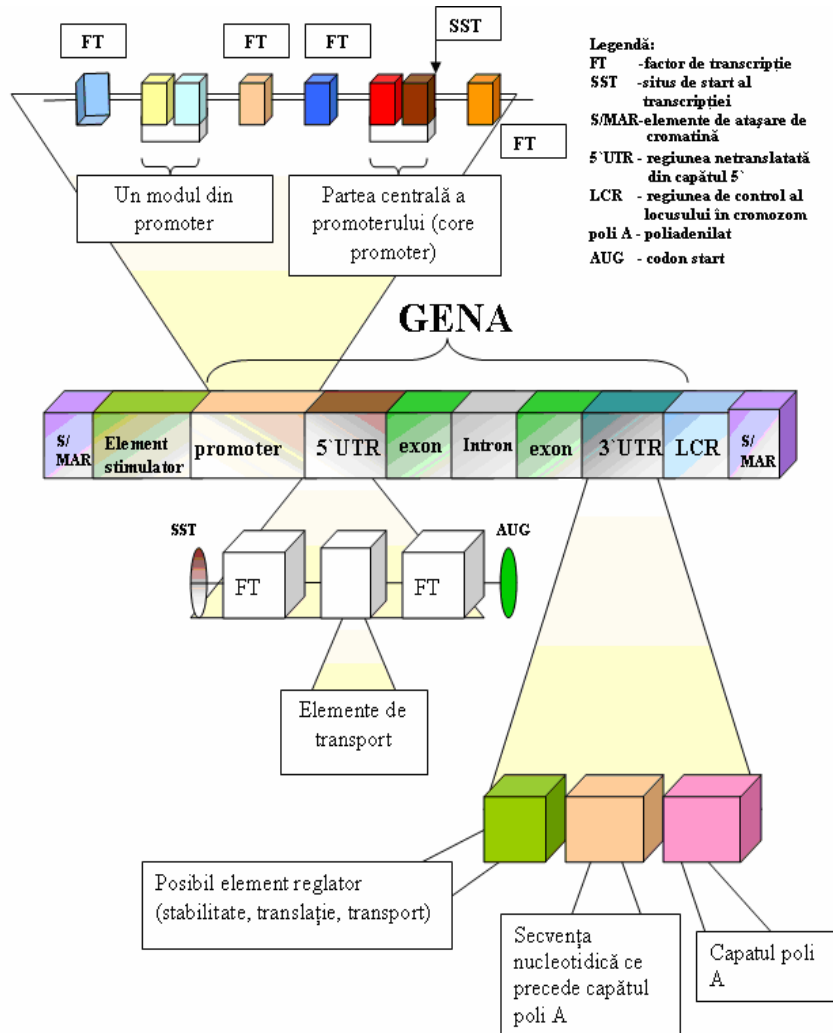 FT
FT
FT
SST
FT
Legendă:
FT -factor de transcripție
SST -situs de start al
transcripției
S/MAR-elemente de atașare de
cromatină
5`UTR - regiunea netranslatată
din capătul 5`
LCR - regiunea de control al
locusului în cromozom
poli A - poliadenilat
AUG - codon start
Un modul din
promoter
Partea centrală a
promoterului (core
promoter)
GENA
S/
MAR
Element
stimulator
promoter
5`UTR
exon
Intron
exon
3`UTR
LCR
S/
MAR
SST
FT
FT
AUG
Elemente de
transport
Posibil element reglator
(stabilitate, translație, transport)
Secvența
nucleotidică ce
precede capătul
poli A
Capatul poli
A